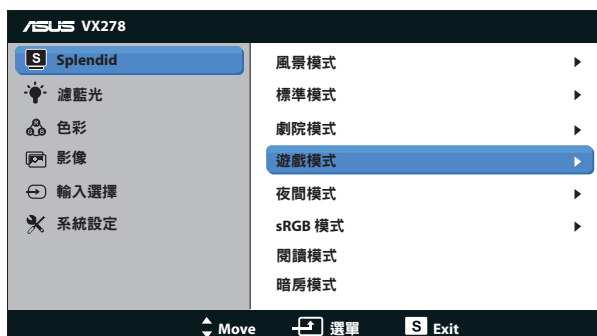 ASUS VX278
S Splendid
濾藍光
色彩
影像
輸入選擇
系統設定
風景模式
標準模式
劇院模式
遊戲模式
夜間模式
sRGB 模式
閱讀模式
暗房模式
Move 選單 S Exit